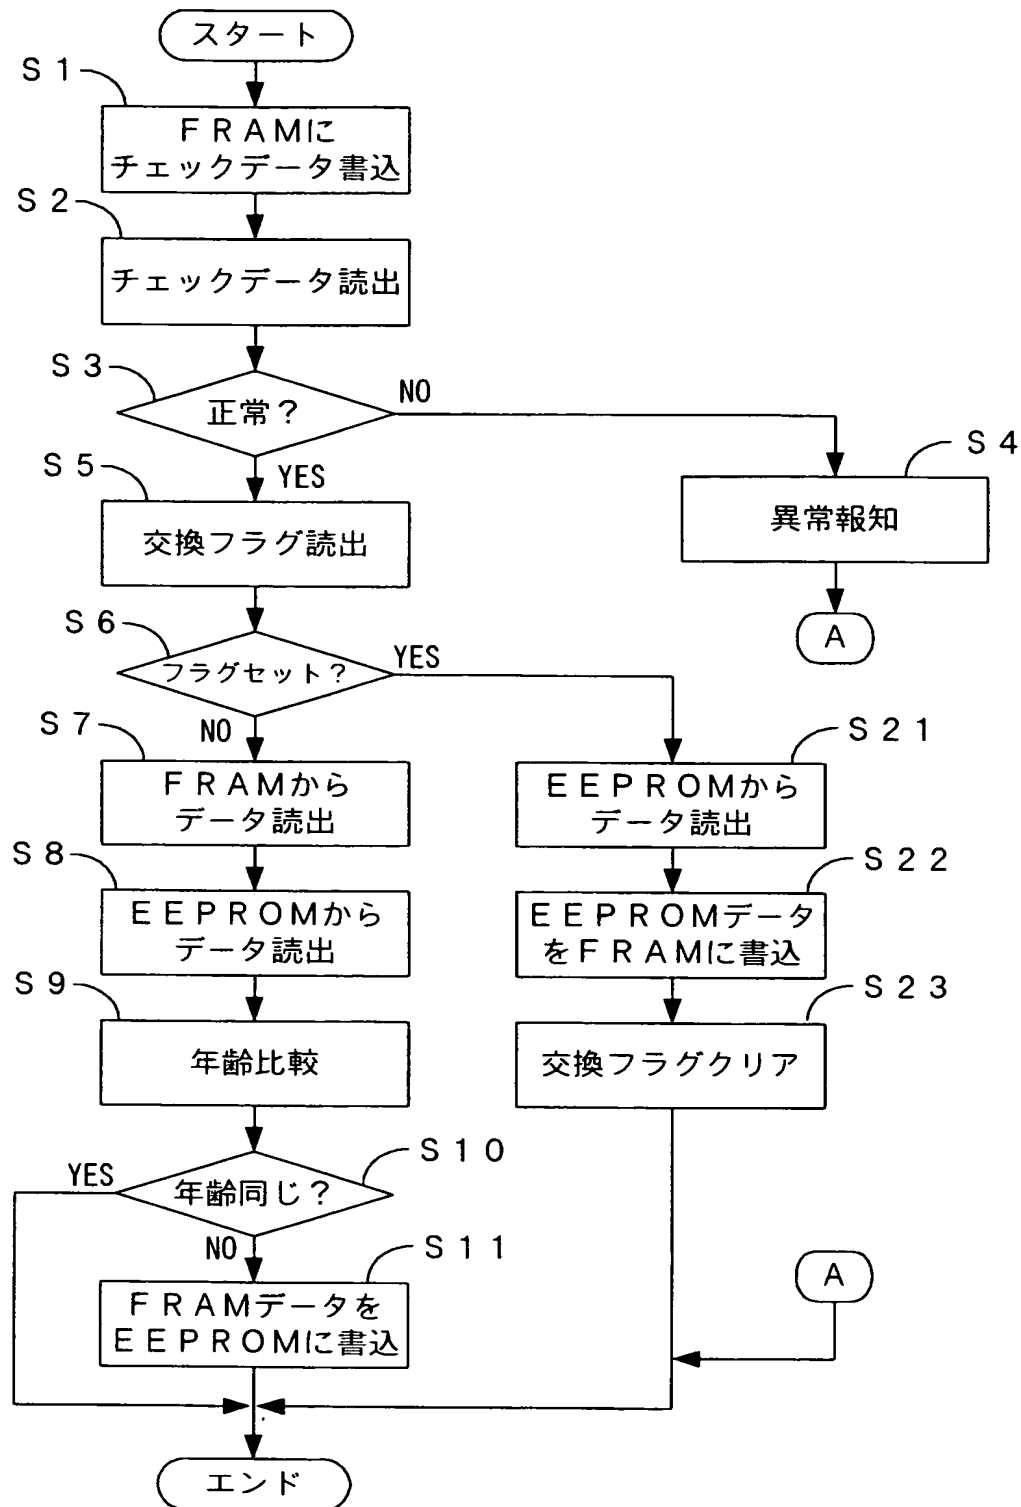 スタート
S1
FRAMに
チェックデータ書込
S2
チェックデータ読出
S3
正常?
NO
YES
S4
異常報知
A
S5
交換フラグ読出
S6
フラグセット?
YES
NO
S7
FRAMから
データ読出
S21
EEPROMから
データ読出
S8
EEPROMから
データ読出
S22
EEPROMデータ
をFRAMに書込
S9
年齢比較
S23
交換フラグクリア
S10
年齢同じ?
YES
NO
S11
FRAMデータを
EEPROMに書込
A
エンド